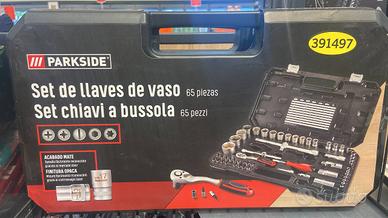 391497
/// PARKSIDE®
Set de llaves de vaso 65 piezas
Set chiavi a bussola 65 pezzi
ACABADO MATE
FINITURA OPACA